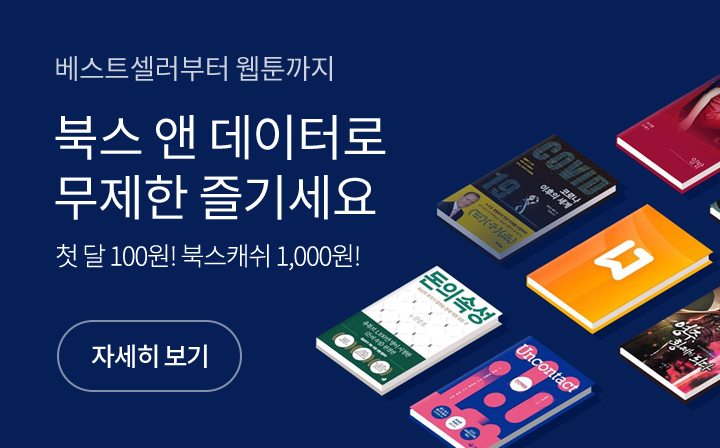 베스트셀러부터 웹툰까지
북스 앤 데이터로
무제한 즐기세요
첫 달 100원! 북스캐쉬 1,000원!
자세히 보기
COVID
19
코로나
이후의 세계
돈의 속성
Uncontact